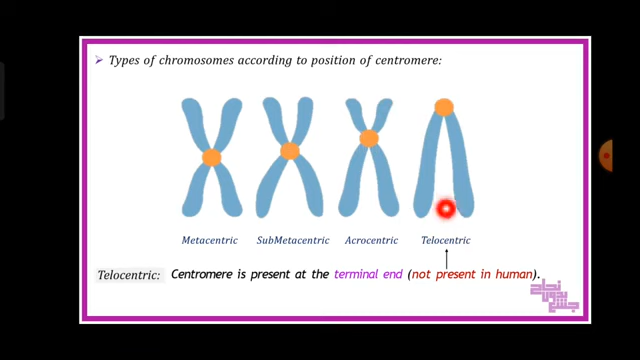 Types of chromosomes according to position of centromere:
Metacentric SubMetacentric Acrocentric Telocentric
Telocentric: Centromere is present at the terminal end (not present in human).